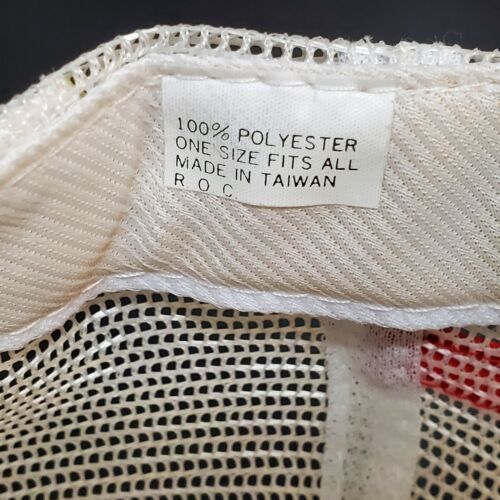 100% POLYESTER
ONE SIZE FITS ALL
MADE IN TAIWAN
R. O. C.